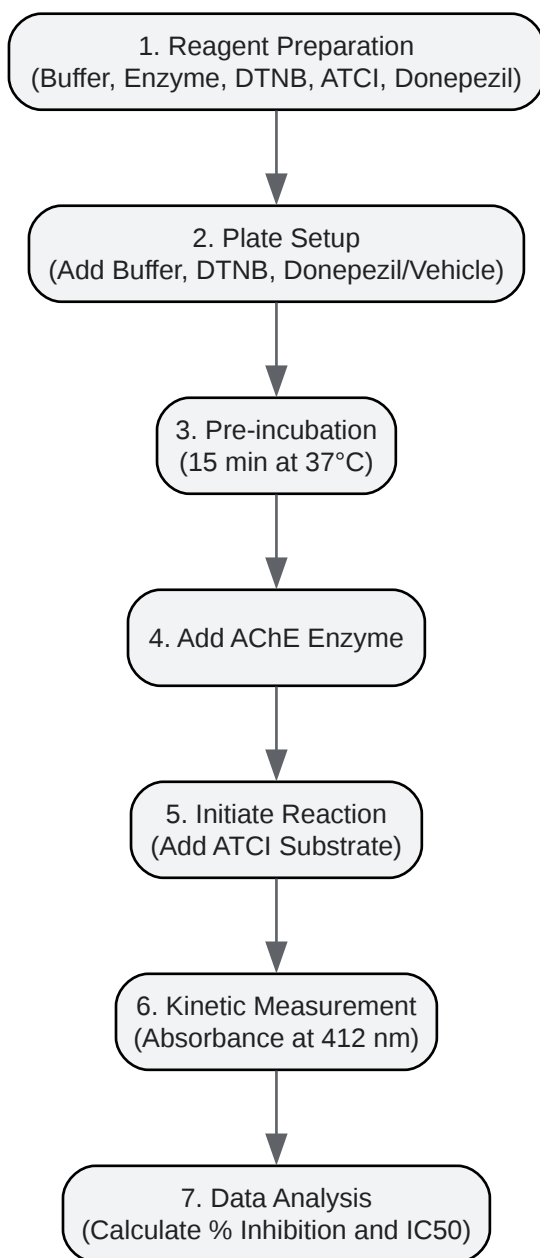 1. Reagent Preparation
(Buffer, Enzyme, DTNB, ATCI, Donepezil)
2. Plate Setup
(Add Buffer, DTNB, Donepezil/Vehicle)
3. Pre-incubation
(15 min at 37°C)
4. Add AChE Enzyme
5. Initiate Reaction
(Add ATCI Substrate)
6. Kinetic Measurement
(Absorbance at 412 nm)
7. Data Analysis
(Calculate % Inhibition and IC50)